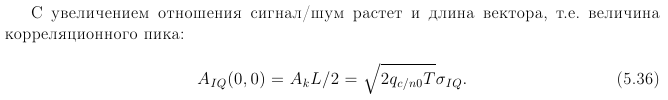 С увеличением отношения сигнал/шум растет и длина вектора, т.е. величина
корреляционного пика:
A_{IQ}(0, 0) = A_k L/2 = \sqrt{2q_{c/n0}T}σ_{IQ}. (5.36)